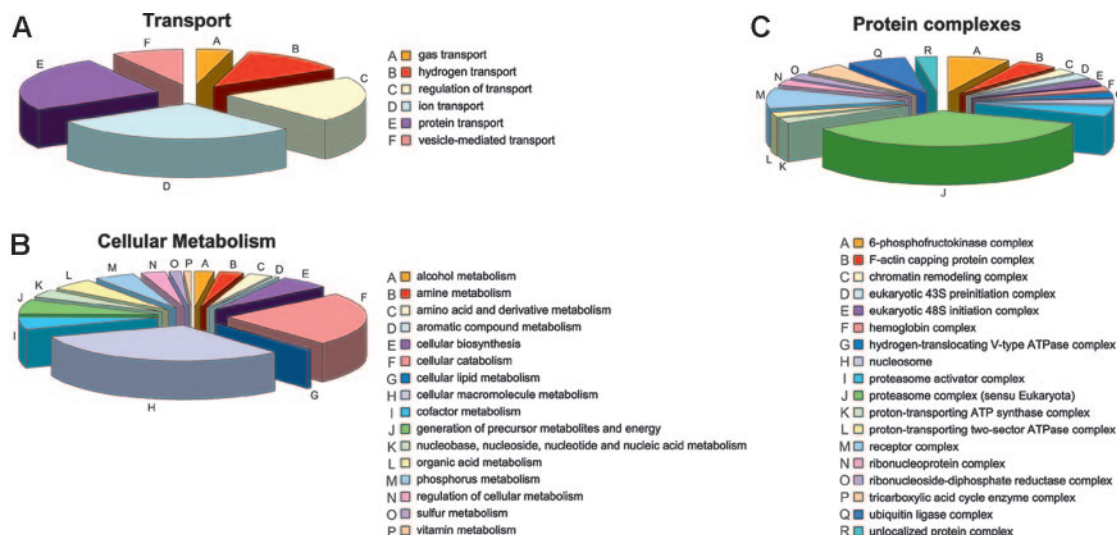 A
Transport
A
B
C
D
E
F
A gas transport
B hydrogen transport
C regulation of transport
D ion transport
E protein transport
F vesicle-mediated transport
B
Cellular Metabolism
A
B
C
D
E
F
G
H
I
J
K
L
M
N
O
P
A alcohol metabolism
B amine metabolism
C amino acid and derivative metabolism
D aromatic compound metabolism
E cellular biosynthesis
F cellular catabolism
G cellular lipid metabolism
H cellular macromolecule metabolism
I cofactor metabolism
J generation of precursor metabolites and energy
K nucleobase, nucleoside, nucleotide and nucleic acid metabolism
L organic acid metabolism
M phosphorus metabolism
N regulation of cellular metabolism
O sulfur metabolism
P vitamin metabolism
C
Protein complexes
A
B
C
D
E
F
J
K
L
M
N
O
Q
R
A 6-phosphofructokinase complex
B F-actin capping protein complex
C chromatin remodeling complex
D eukaryotic 43S preinitiation complex
E eukaryotic 48S initiation complex
F hemoglobin complex
G hydrogen-translocating V-type ATPase complex
H nucleosome
I proteasome activator complex
J proteasome complex (sensu Eukaryota)
K proton-transporting ATP synthase complex
L proton-transporting two-sector ATPase complex
M receptor complex
N ribonucleoprotein complex
O ribonucleoside-diphosphate reductase complex
P tricarboxylic acid cycle enzyme complex
Q ubiquitin ligase complex
R unlocalized protein complex